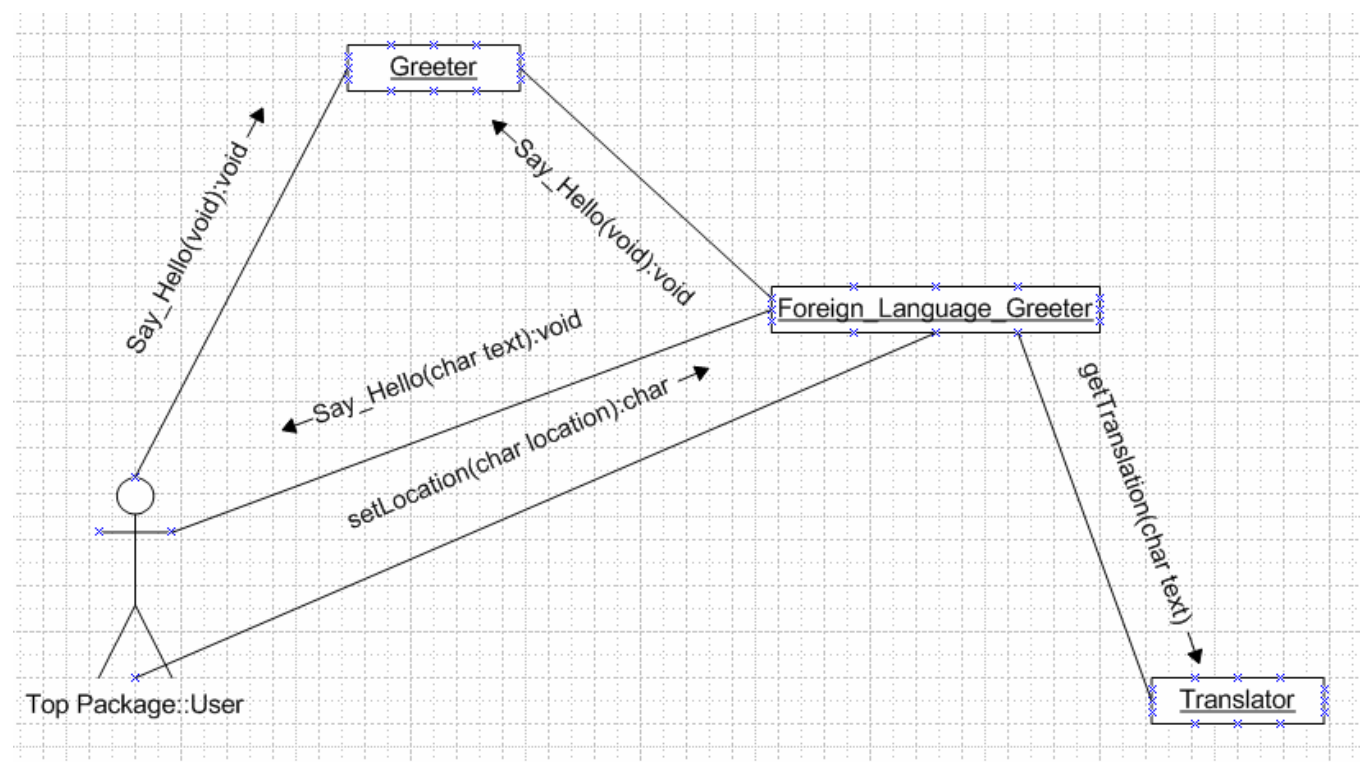 Greeter
Say_Hello(void):void
Say_Hello(void):void
Foreign_Language_Greeter
Say_Hello(char text):void
setLocation(char location):char
getTranslation(char text)
Translator
Top Package::User